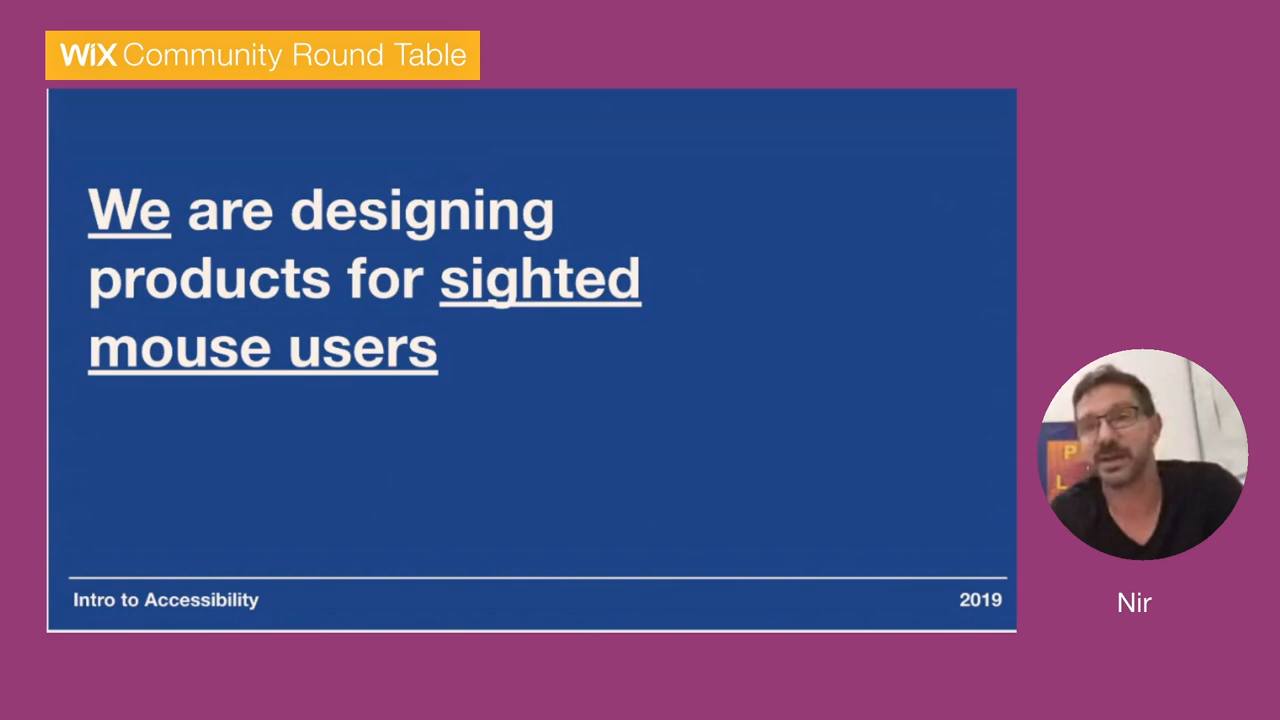 WIX Community Round Table
We are designing
products for sighted
mouse users
Intro to Accessibility
2019
P
L
Nir